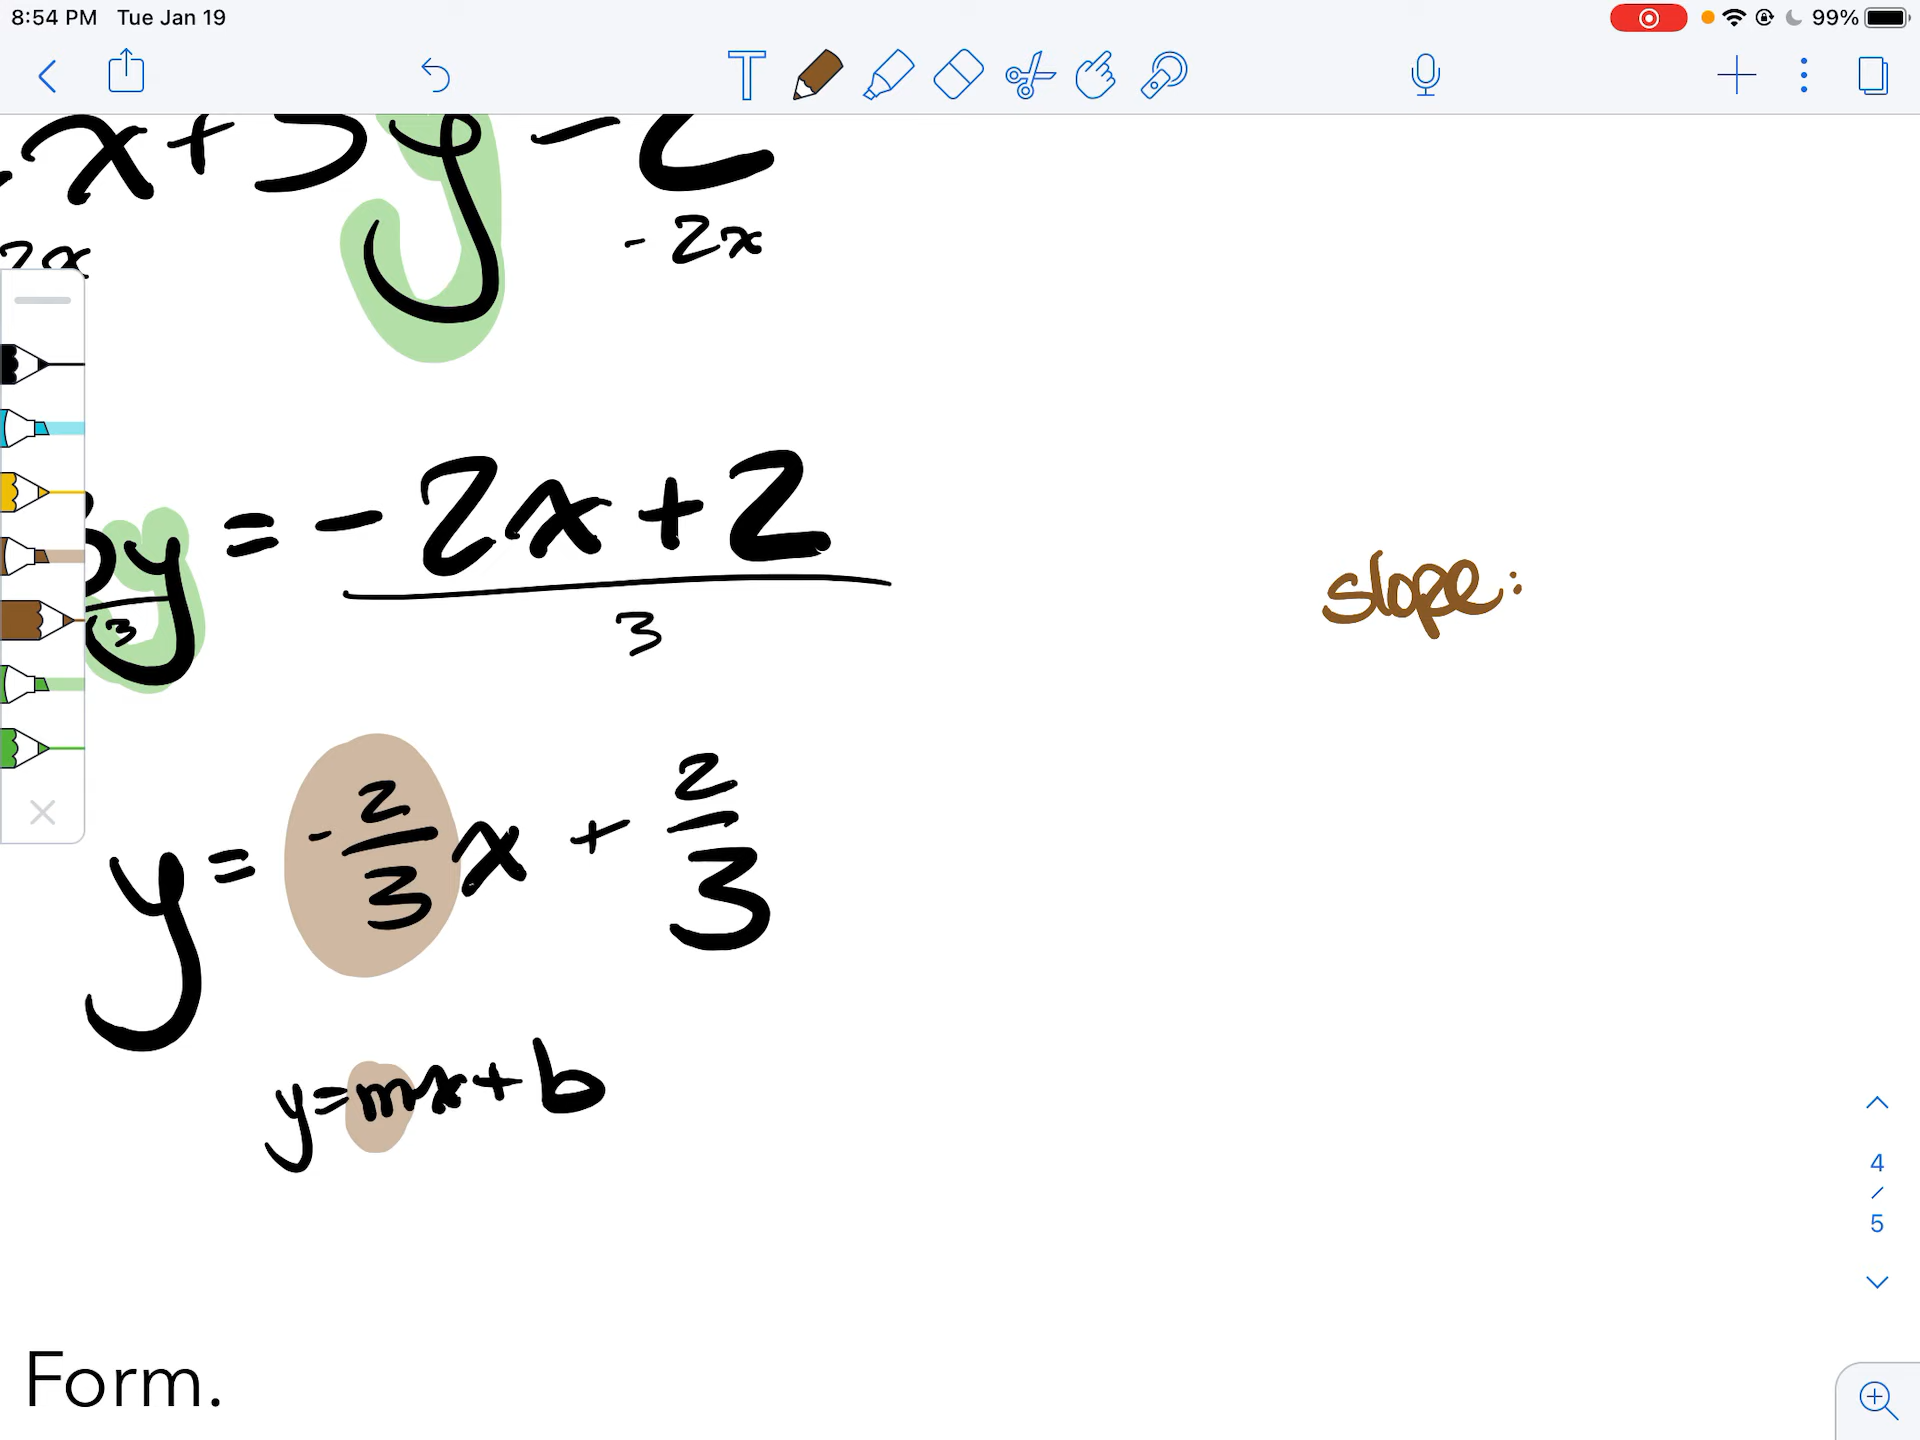 8:54 PM Tue Jan 19
99%
x+3y-2
2x
-2x
3y = -2x+2
3
3
slope:
y = -2/3 x + 2/3
y=mx+b
4
/
5
Form.